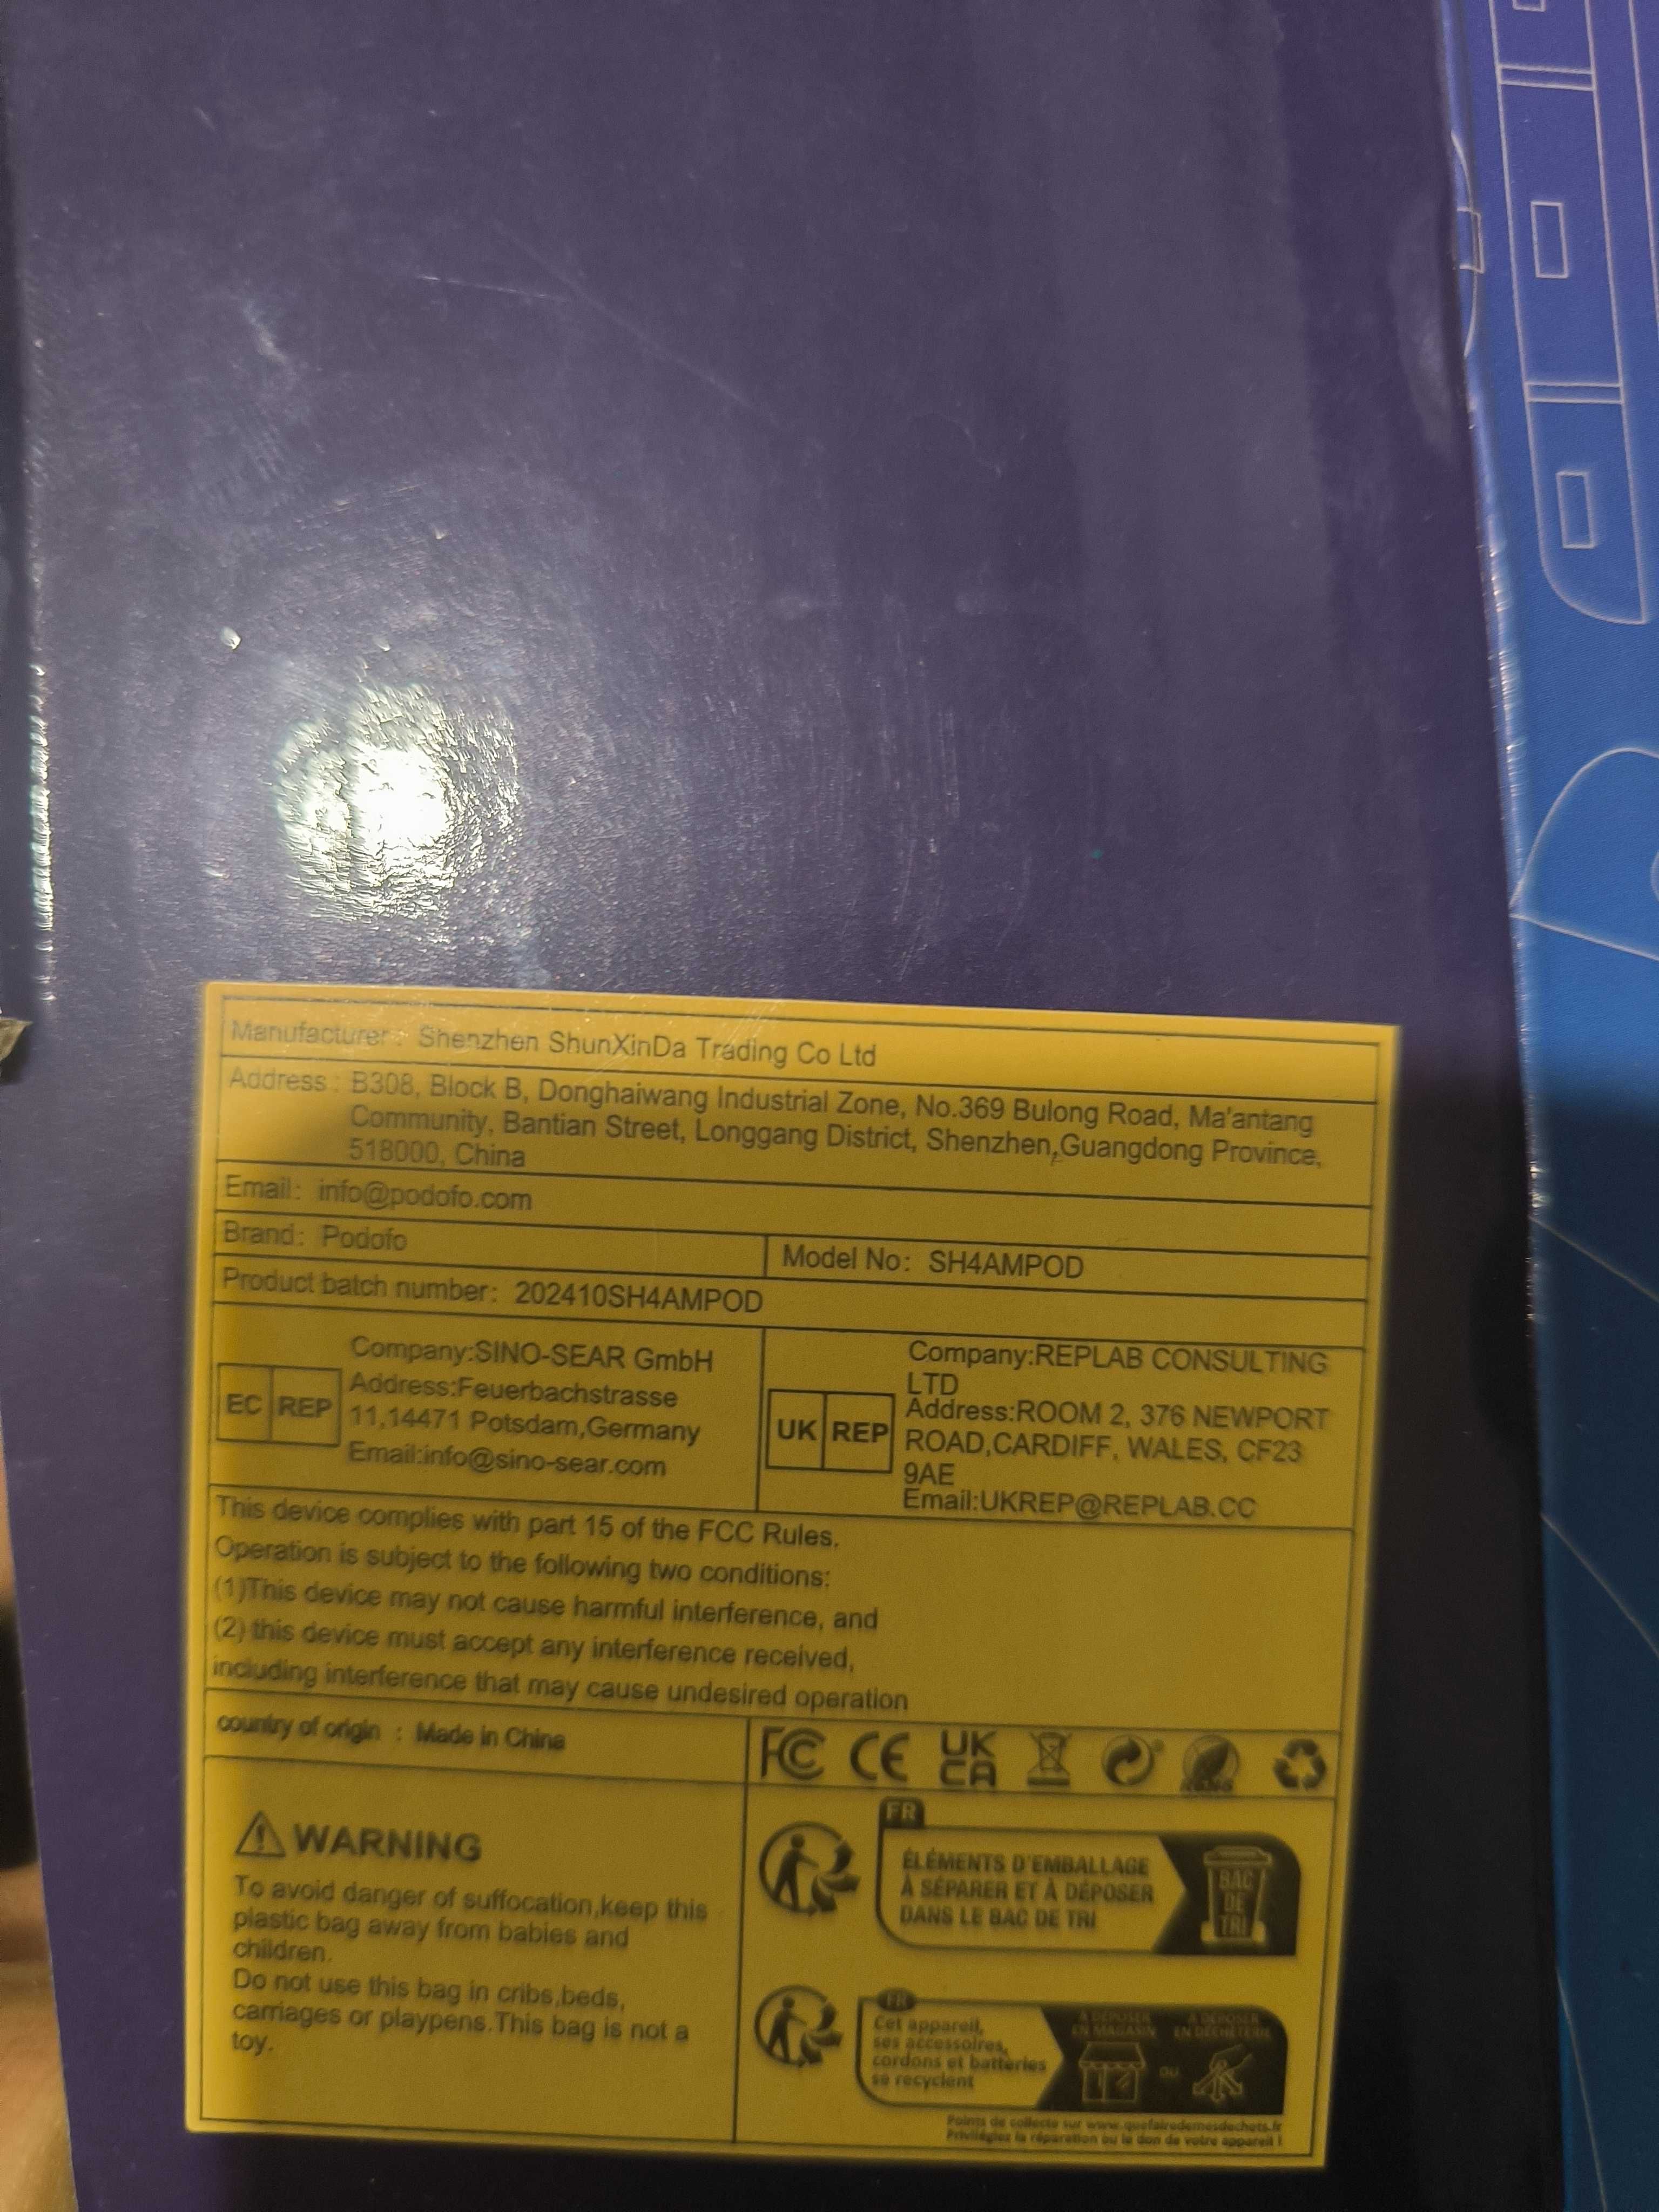 Manufacturer: Shenzhen ShunXinDa Trading Co Ltd
Address: B308, Block B, Donghaiwang Industrial Zone, No.369 Bulong Road, Ma'antang
Community, Bantian Street, Longgang District, Shenzhen,Guangdong Province,
518000, China
Email: info@podofo.com
Brand: Podofo
Model No: SH4AMPOD
Product batch number: 202410SH4AMPOD
EC REP
Company:SINO-SEAR GmbH
Address:Feuerbachstrasse
11,14471 Potsdam,Germany
Email:info@sino-sear.com
UK REP
Company:REPLAB CONSULTING
LTD
Address:ROOM 2, 376 NEWPORT
ROAD,CARDIFF, WALES, CF23
9AE
Email:UKREP@REPLAB.CC
This device complies with part 15 of the FCC Rules.
Operation is subject to the following two conditions:
(1)This device may not cause harmful interference, and
(2) this device must accept any interference received,
including interference that may cause undesired operation
country of origin : Made in China
FC CE UK CA RoHS
WARNING
To avoid danger of suffocation,keep this
plastic bag away from babies and
children.
Do not use this bag in cribs,beds,
carriages or playpens.This bag is not a
toy.
FR
ÉLÉMENTS D'EMBALLAGE
À SÉPARER ET À DÉPOSER
DANS LE BAC DE TRI
BAC
DE
TRI
FR
Cet appareil,
ses accessoires,
cordons et batteries
se recyclent
À DÉPOSER
EN MAGASIN
ou
À DÉPOSER
EN DÉCHÈTERIE
Points de collecte sur www.quefairedemesdechets.fr
Privilégiez la réparation ou le don de votre appareil !